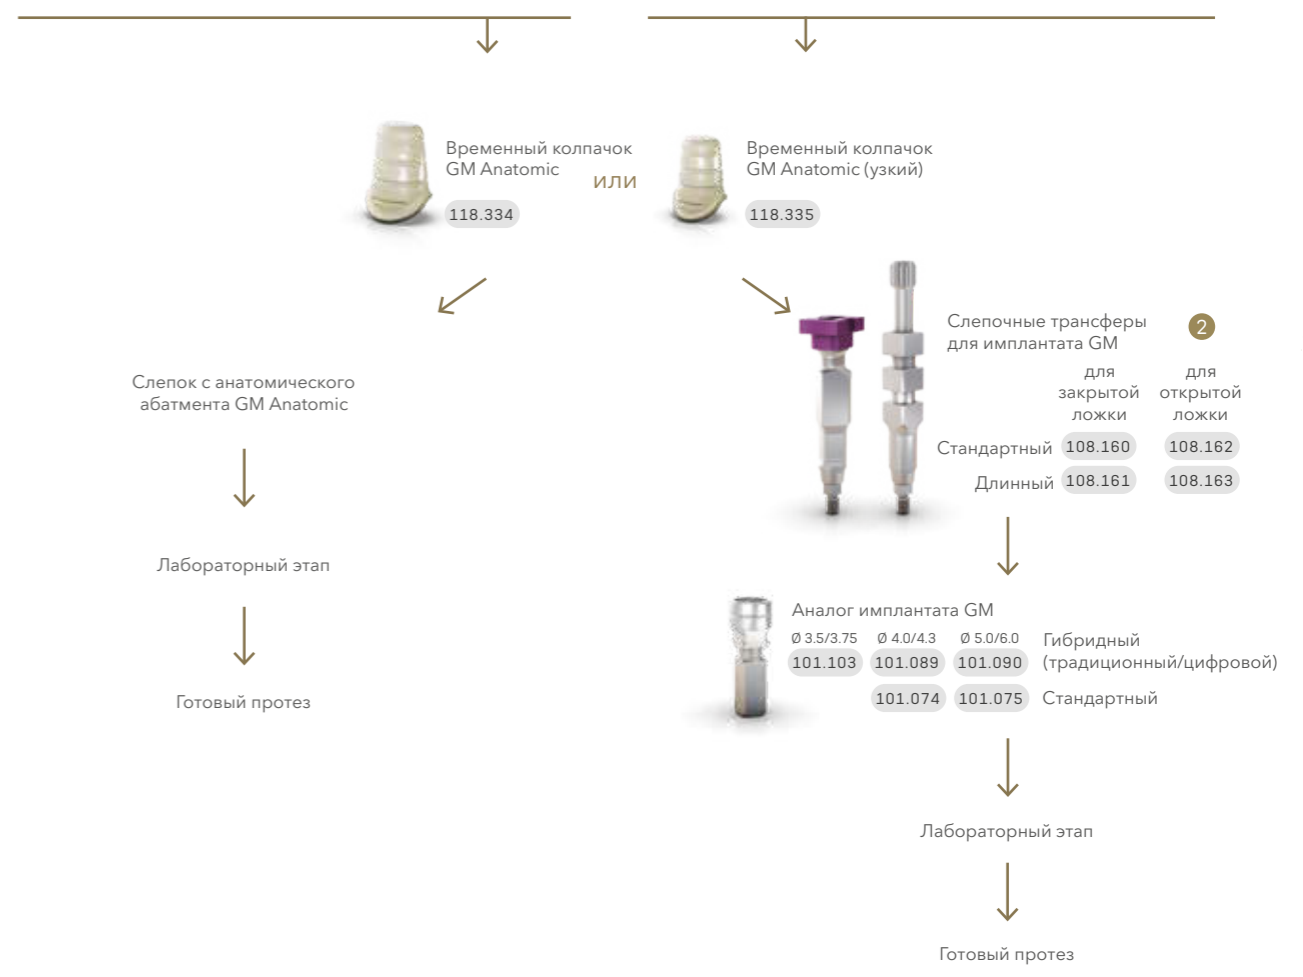 Временный колпачок
GM Anatomic
118.334
ИЛИ
Временный колпачок
GM Anatomic (узкий)
118.335
Слепок с анатомического
абатмента GM Anatomic
Лабораторный этап
Готовый протез
Слепочные трансферы
для имплантата GM
2
для закрытой ложки
для открытой ложки
Стандартный 108.160 108.162
Длинный 108.161 108.163
Аналог имплантата GM
Ø 3.5/3.75 Ø 4.0/4.3 Ø 5.0/6.0
101.103 101.089 101.090
Гибридный
(традиционный/цифровой)
101.074 101.075 Стандартный
Лабораторный этап
Готовый протез